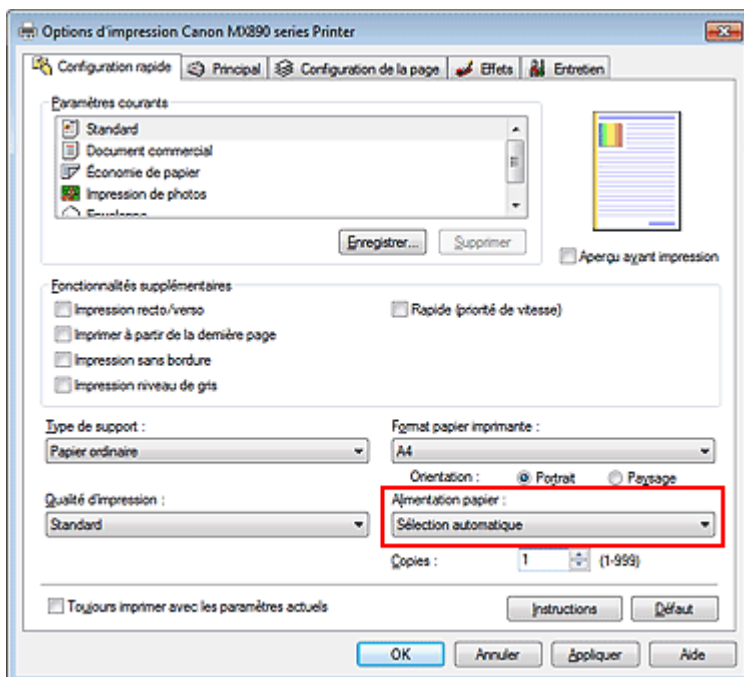 Options d'impression Canon MX890 series Printer
Configuration rapide Principal Configuration de la page Effets Entretien
Paramètres courants
Standard
Document commercial
Économie de papier
Impression de photos
Enregistrer... Supprimer
Aperçu avant impression
Fonctionnalités supplémentaires
Impression recto/verso Rapide (priorité de vitesse)
Imprimer à partir de la dernière page
Impression sans bordure
Impression niveau de gris
Type de support : Format papier imprimante :
Papier ordinaire A4
Orientation : Portrait Paysage
Qualité d'impression : Alimentation papier :
Standard Sélection automatique
Copies : 1 (1-999)
Toujours imprimer avec les paramètres actuels Instructions Défaut
OK Annuler Appliquer Aide